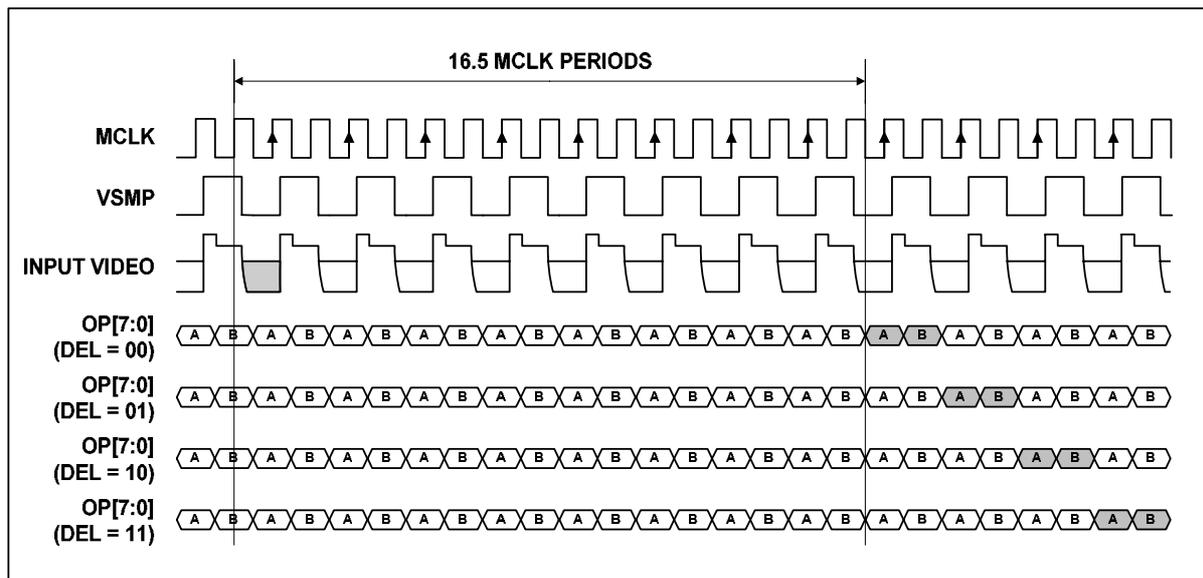 16.5 MCLK PERIODS
MCLK
VSMP
INPUT VIDEO
OP[7:0]
(DEL = 00)
A B A B A B A B A B A B A B A B A B A B A B A B A B
OP[7:0]
(DEL = 01)
A B A B A B A B A B A B A B A B A B A B A B A B A B
OP[7:0]
(DEL = 10)
A B A B A B A B A B A B A B A B A B A B A B A B A B
OP[7:0]
(DEL = 11)
A B A B A B A B A B A B A B A B A B A B A B A B A B